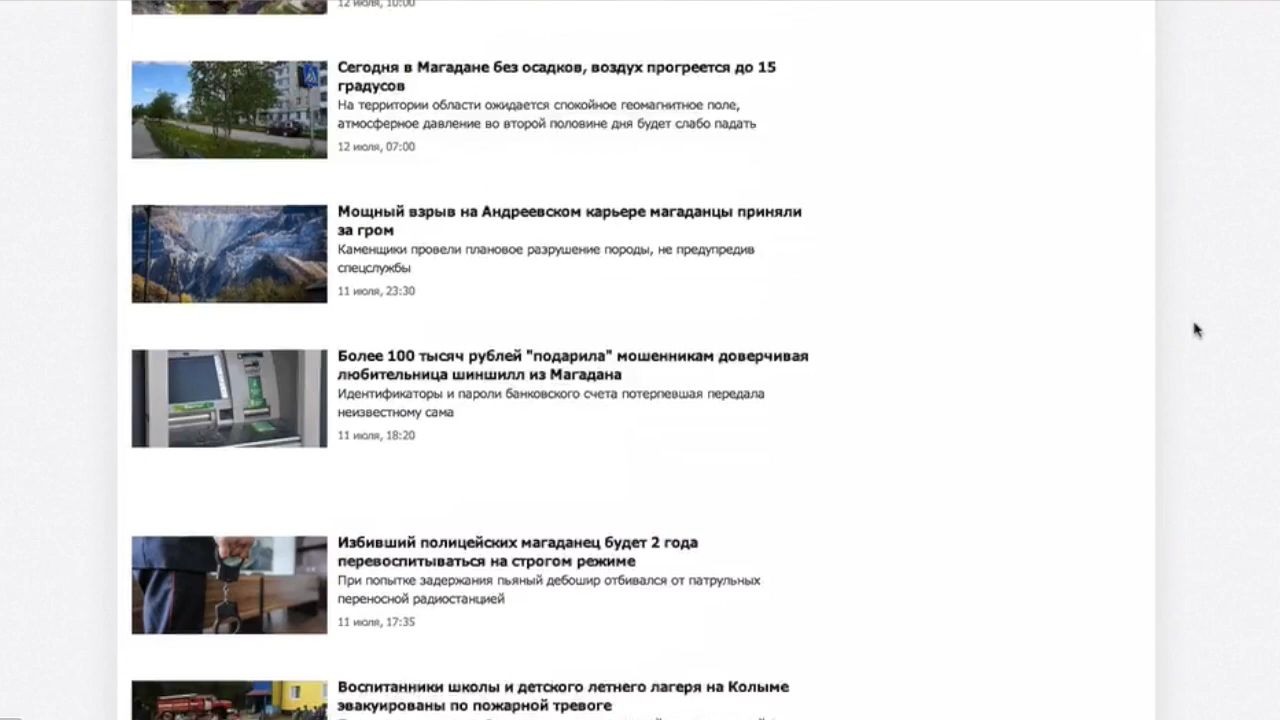 12 июля, 10:00
Сегодня в Магадане без осадков, воздух прогреется до 15
градусов
На территории области ожидается спокойное геомагнитное поле,
атмосферное давление во второй половине дня будет слабо падать
12 июля, 07:00
Мощный взрыв на Андреевском карьере магаданцы приняли
за гром
Каменщики провели плановое разрушение породы, не предупредив
спецслужбы
11 июля, 23:30
Более 100 тысяч рублей "подарила" мошенникам доверчивая
любительница шиншилл из Магадана
Идентификаторы и пароли банковского счета потерпевшая передала
неизвестному сама
11 июля, 18:20
Избивший полицейских магаданец будет 2 года
перевоспитываться на строгом режиме
При попытке задержания пьяный дебошир отбивался от патрульных
переносной радиостанцией
11 июля, 17:35
Воспитанники школы и детского летнего лагеря на Колыме
эвакуированы по пожарной тревоге